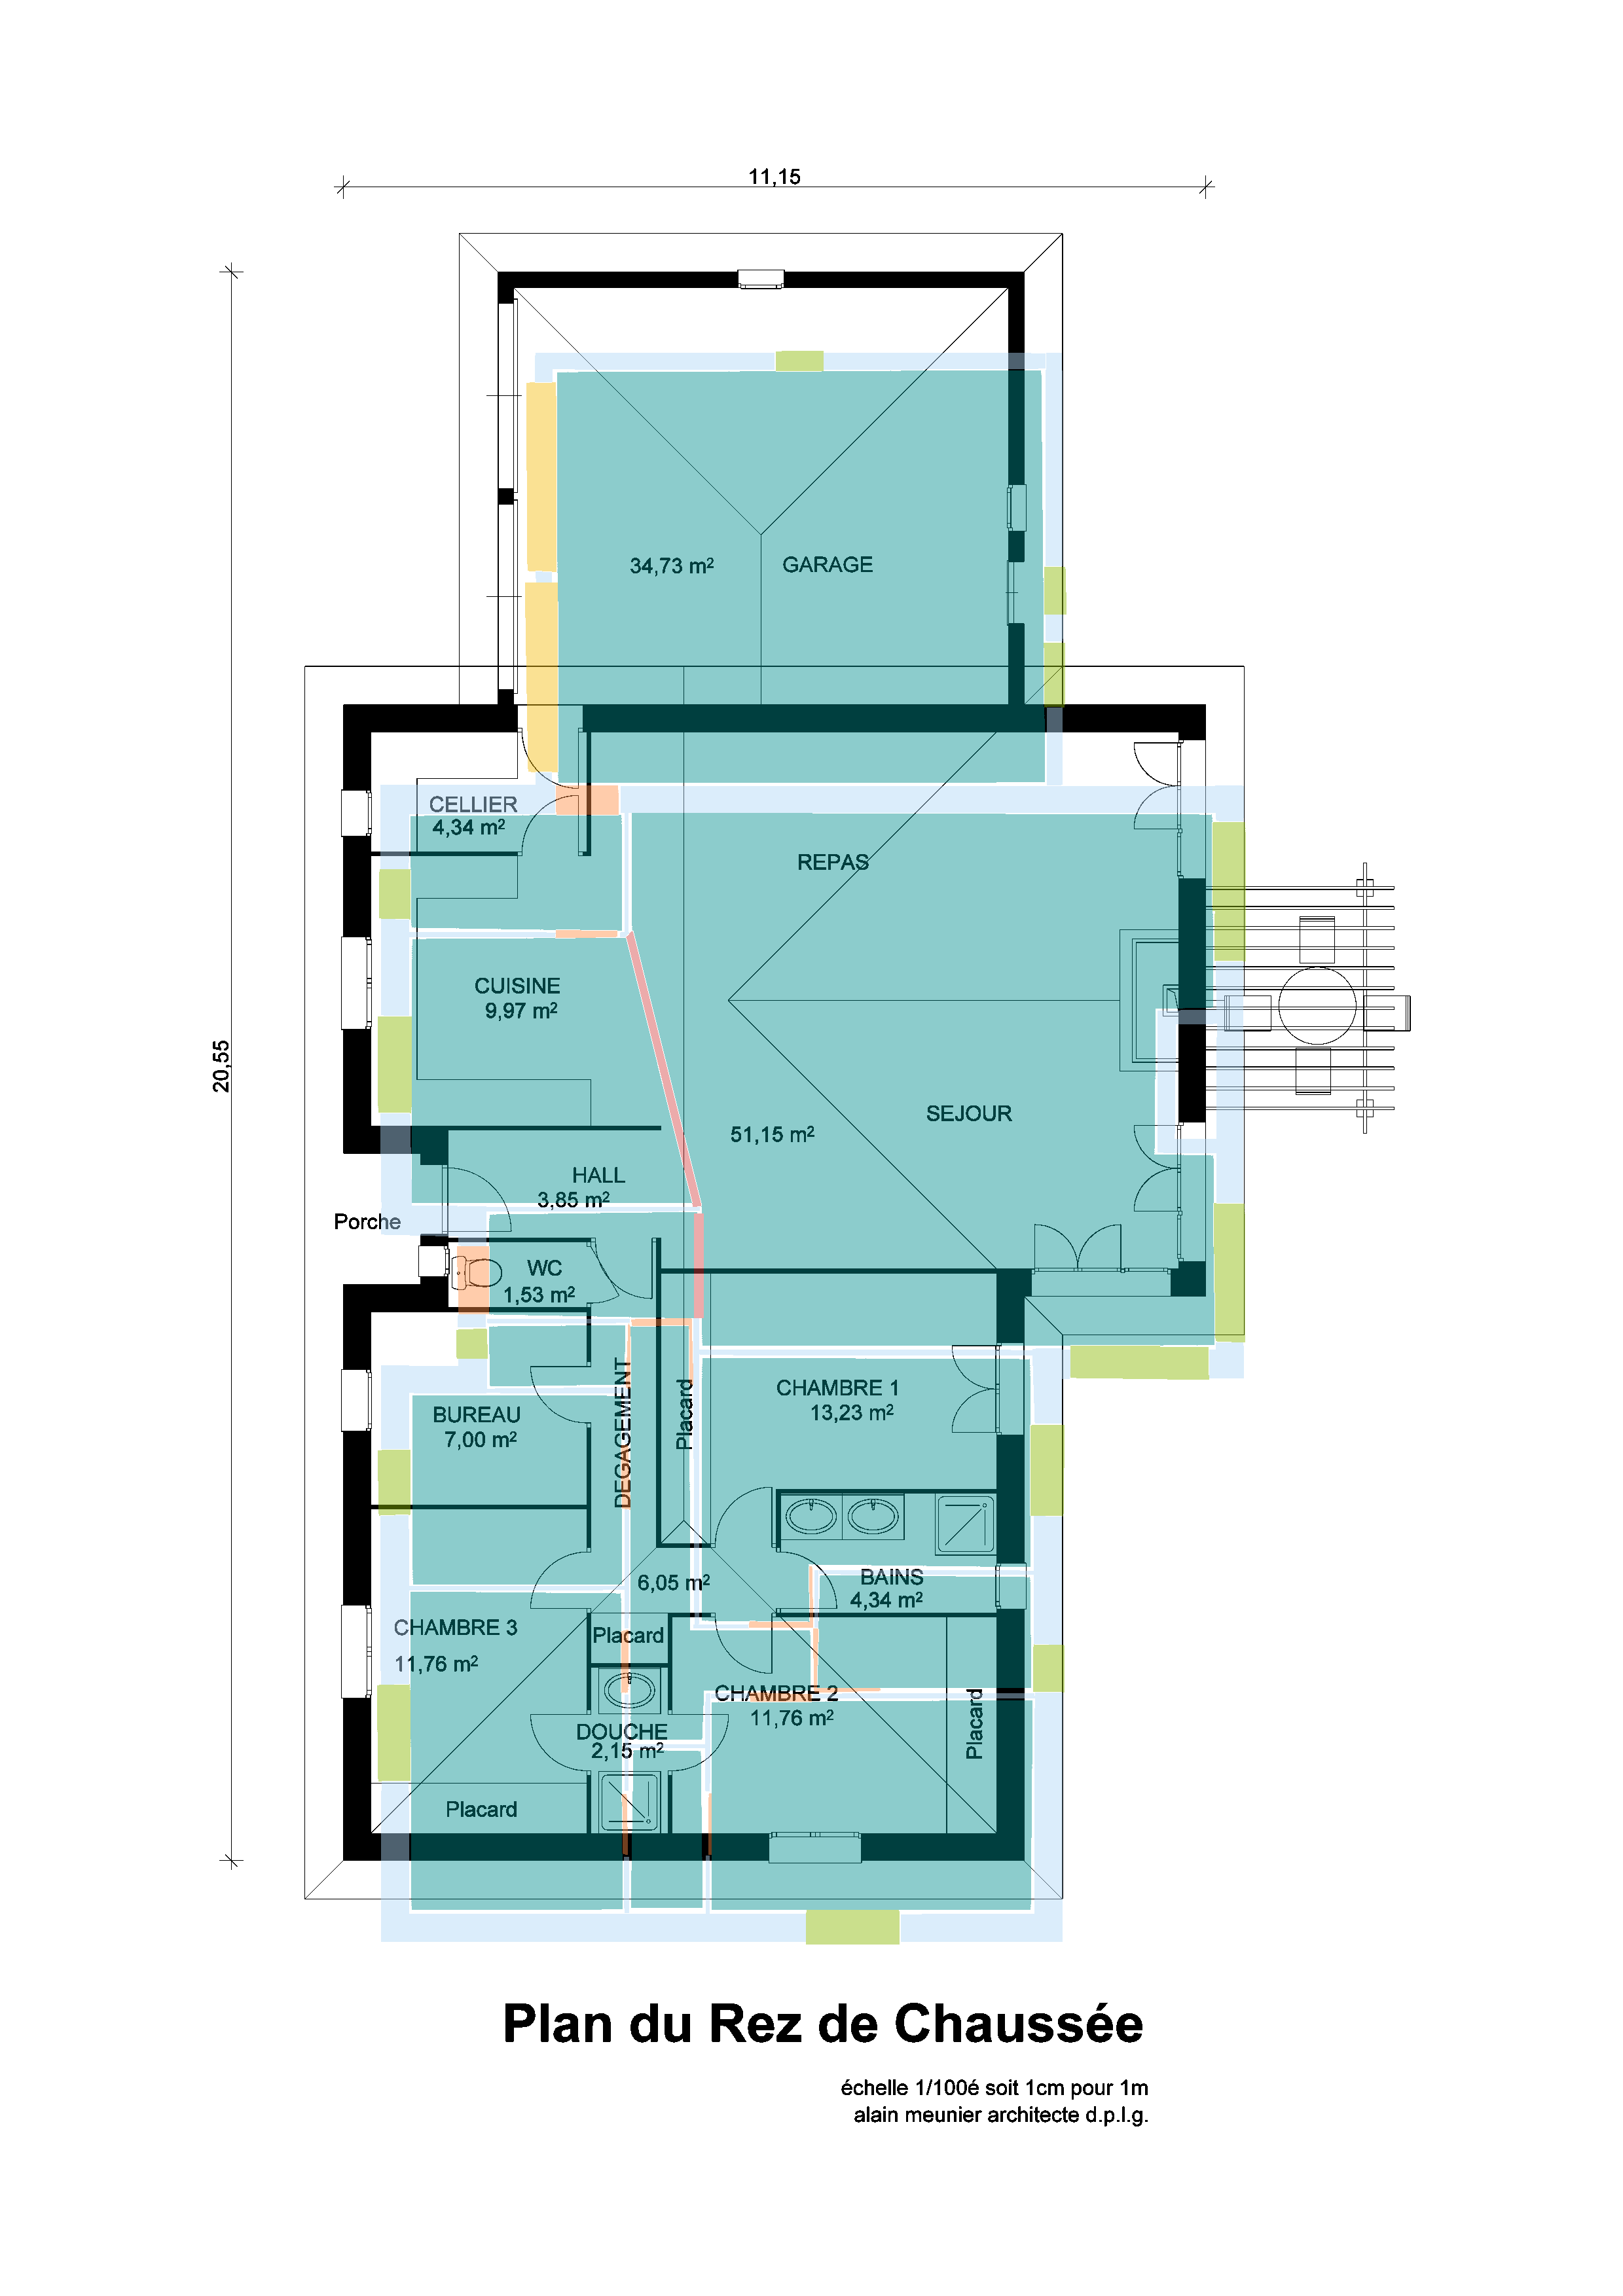 11,15
34,73 m²
GARAGE
CELLIER
4,34 m²
REPAS
CUISINE
9,97 m²
20,55
SEJOUR
51,15 m²
HALL
3,85 m²
Porche
WC
1,53 m²
DEGAGEMENT
Placard
CHAMBRE 1
13,23 m²
BUREAU
7,00 m²
6,05 m²
BAINS
4,34 m²
CHAMBRE 3
11,76 m²
Placard
CHAMBRE 2
11,76 m²
Placard
DOUCHE
2,15 m²
Placard
Plan du Rez de Chaussée
échelle 1/100é soit 1cm pour 1m
alain meunier architecte d.p.l.g.